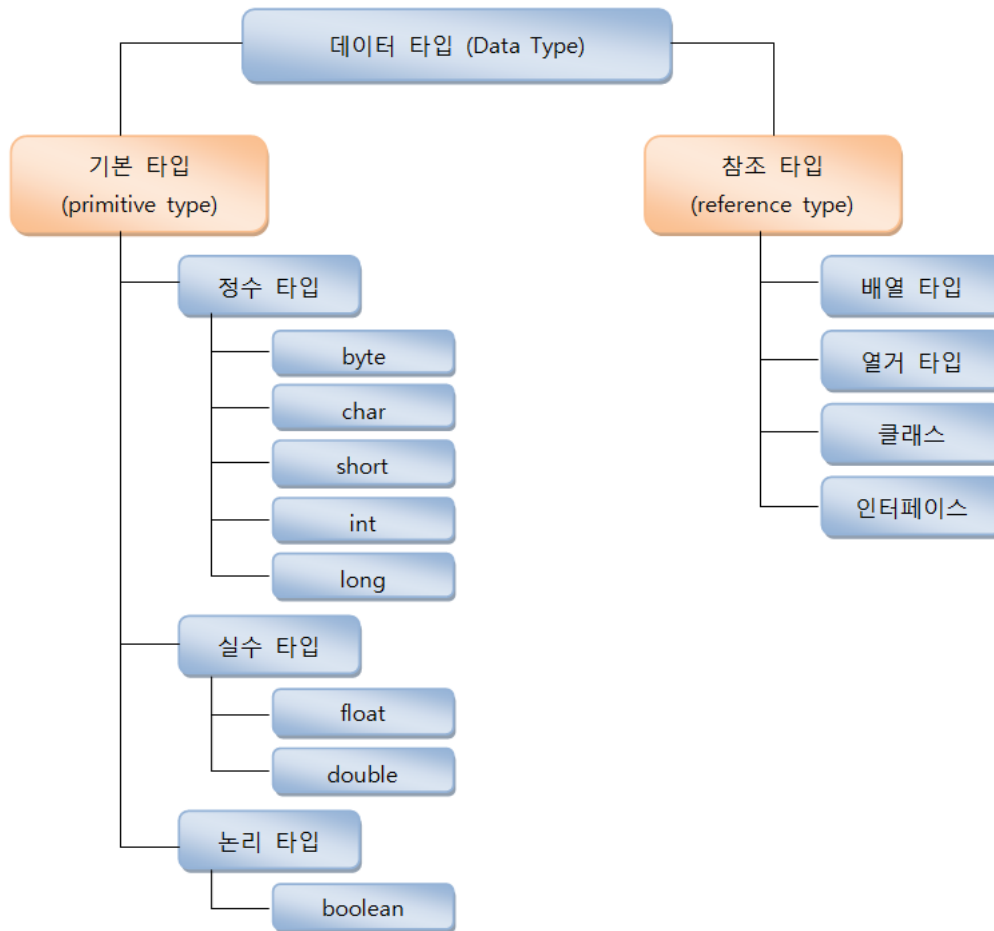 데이터 타입 (Data Type)
기본 타입
(primitive type)
정수 타입
byte
char
short
int
long
실수 타입
float
double
논리 타입
boolean
참조 타입
(reference type)
배열 타입
열거 타입
클래스
인터페이스